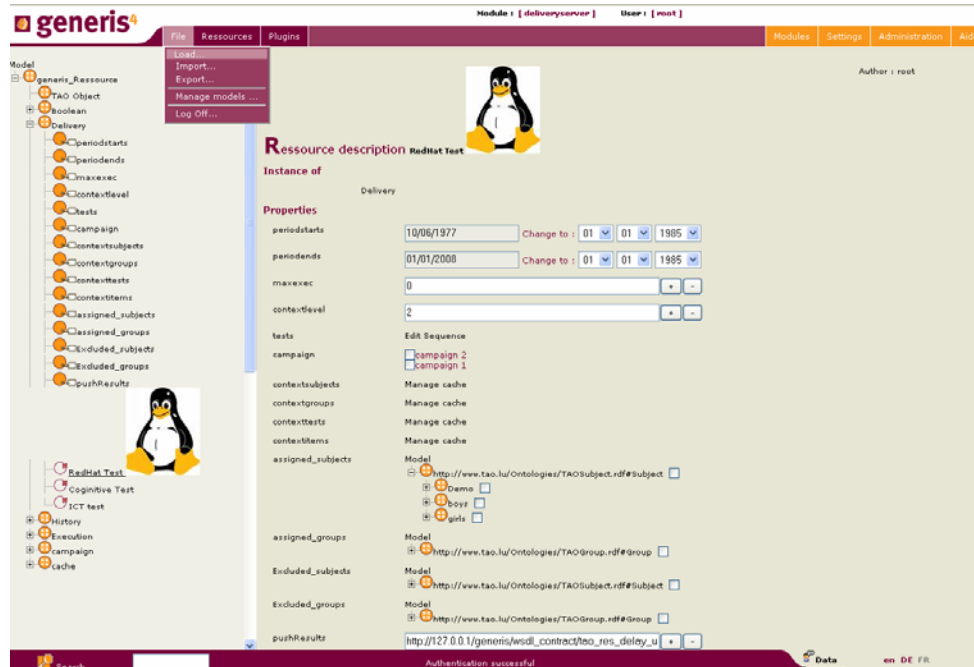 Module : [ deliveryserver ] User : [ root ]
generis4
File Ressources Plugins
Modules Settings Administration Aid
Load...
Import...
Export...
Manage models ...
Log Off...
Author : root
Model
generis_Ressource
TAO Object
Boolean
Delivery
periodstarts
periodends
maxexec
contextlevel
tests
campaign
contextsubjects
contextgroups
contexttests
contextitems
assigned_subjects
assigned_groups
Excluded_subjects
Excluded_groups
pushResults
RedHat Test
Coginitive Test
ICT test
History
Execution
campaign
cache
Ressource description RedHat Test
Instance of
Delivery
Properties
periodstarts 10/06/1977 Change to : 01 01 1985
periodends 01/01/2008 Change to : 01 01 1985
maxexec 0 + -
contextlevel 2 + -
tests Edit Sequence
campaign campaign 2
campaign 1
contextsubjects Manage cache
contextgroups Manage cache
contexttests Manage cache
contextitems Manage cache
assigned_subjects Model
http://www.tao.lu/Ontologies/TAOSubject.rdf#Subject
Demo
boys
girls
assigned_groups Model
http://www.tao.lu/Ontologies/TAOGroup.rdf#Group
Excluded_subjects Model
http://www.tao.lu/Ontologies/TAOSubject.rdf#Subject
Excluded_groups Model
http://www.tao.lu/Ontologies/TAOGroup.rdf#Group
pushResults http://127.0.0.1/generis/wsdl_contract/tao_res_delay_u + -
Search Authentication successful Data en DE FR